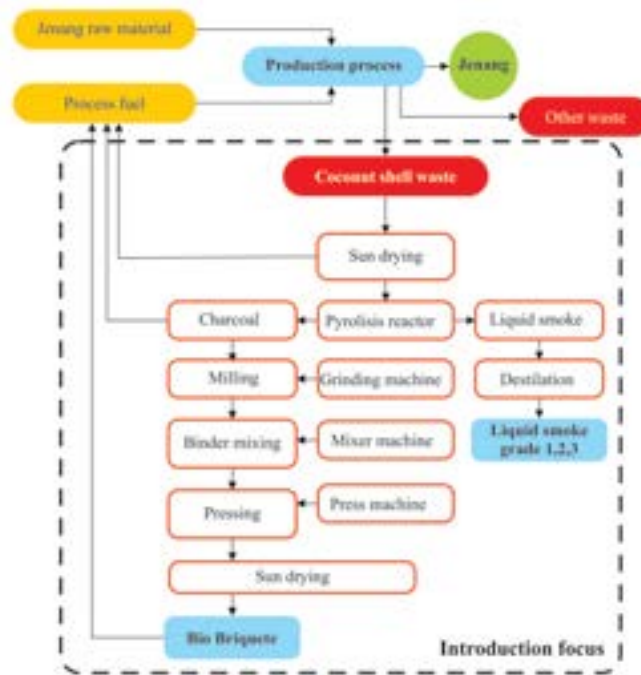 Jenang raw material
Production process
Jenang
Process fuel
Other waste
Coconut shell waste
Sun drying
Charcoal
Pyrolisis reactor
Liquid smoke
Milling
Grinding machine
Destilation
Binder mixing
Mixer machine
Liquid smoke
grade 1,2,3
Pressing
Press machine
Sun drying
Bio Briquete
Introduction focus